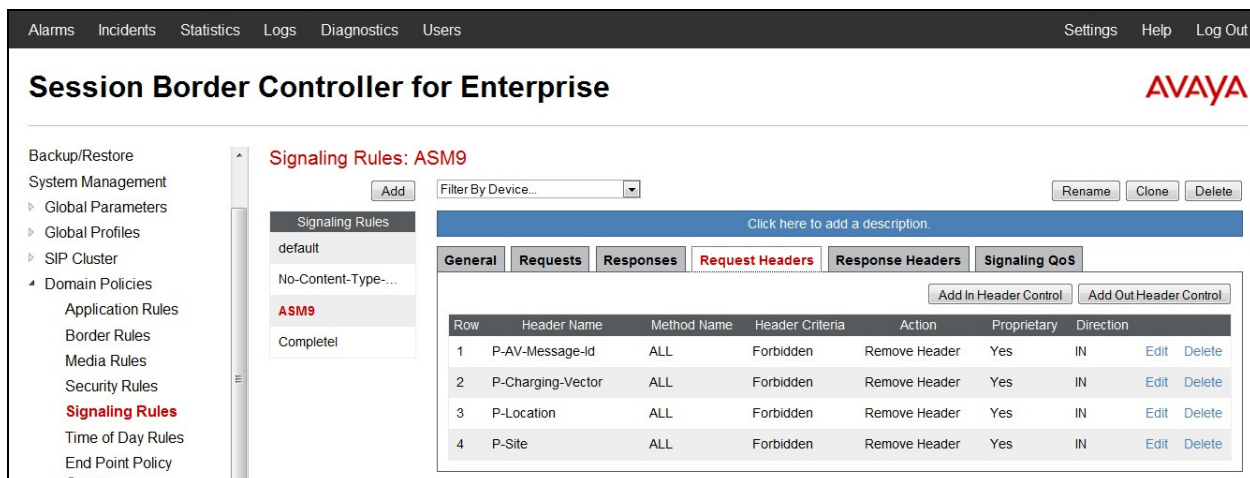 Alarms Incidents Statistics Logs Diagnostics Users Settings Help Log Out
Session Border Controller for Enterprise AVAYA
Backup/Restore
System Management
Global Parameters
Global Profiles
SIP Cluster
Domain Policies
Application Rules
Border Rules
Media Rules
Security Rules
Signaling Rules
Time of Day Rules
End Point Policy
Signaling Rules: ASM9
Add Filter By Device... Rename Clone Delete
Signaling Rules
default
No-Content-Type-...
ASM9
Completel
Click here to add a description.
General Requests Responses Request Headers Response Headers Signaling QoS
Add In Header Control Add Out Header Control
Row Header Name Method Name Header Criteria Action Proprietary Direction
1 P-AV-Message-Id ALL Forbidden Remove Header Yes IN Edit Delete
2 P-Charging-Vector ALL Forbidden Remove Header Yes IN Edit Delete
3 P-Location ALL Forbidden Remove Header Yes IN Edit Delete
4 P-Site ALL Forbidden Remove Header Yes IN Edit Delete